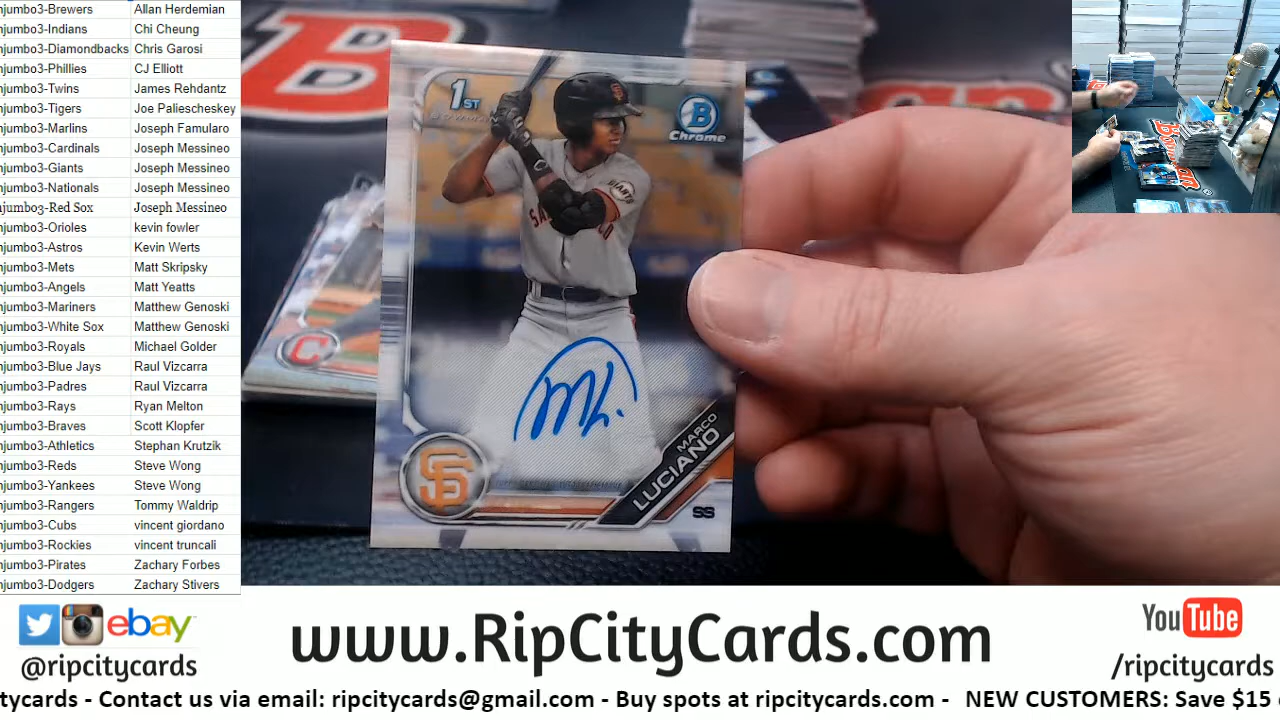 njumbo3-Brewers Allan Herdemian
njumbo3-Indians Chi Cheung
njumbo3-Diamondbacks Chris Garosi
njumbo3-Phillies CJ Elliott
njumbo3-Twins James Rehdantz
njumbo3-Tigers Joe Paliescheskey
njumbo3-Marlins Joseph Famularo
njumbo3-Cardinals Joseph Messineo
njumbo3-Giants Joseph Messineo
njumbo3-Nationals Joseph Messineo
njumbo3-Red Sox Joseph Messineo
njumbo3-Orioles kevin fowler
njumbo3-Astros Kevin Werts
njumbo3-Mets Matt Skripsky
njumbo3-Angels Matt Yeatts
njumbo3-Mariners Matthew Genoski
njumbo3-White Sox Matthew Genoski
njumbo3-Royals Michael Golder
njumbo3-Blue Jays Raul Vizcarra
njumbo3-Padres Raul Vizcarra
njumbo3-Rays Ryan Melton
njumbo3-Braves Scott Klopfer
njumbo3-Athletics Stephan Krutzik
njumbo3-Reds Steve Wong
njumbo3-Yankees Steve Wong
njumbo3-Rangers Tommy Waldrip
njumbo3-Cubs vincent giordano
njumbo3-Rockies vincent truncali
njumbo3-Pirates Zachary Forbes
njumbo3-Dodgers Zachary Stivers
1ST
BOWMAN
B
Chrome
GIANTS
SF
MARCO
LUCIANO
SS
ML.
C
ebay
@ripcitycards
www.RipCityCards.com
YouTube
/ripcitycards
tycards - Contact us via email: ripcitycards@gmail.com - Buy spots at ripcitycards.com - NEW CUSTOMERS: Save $15